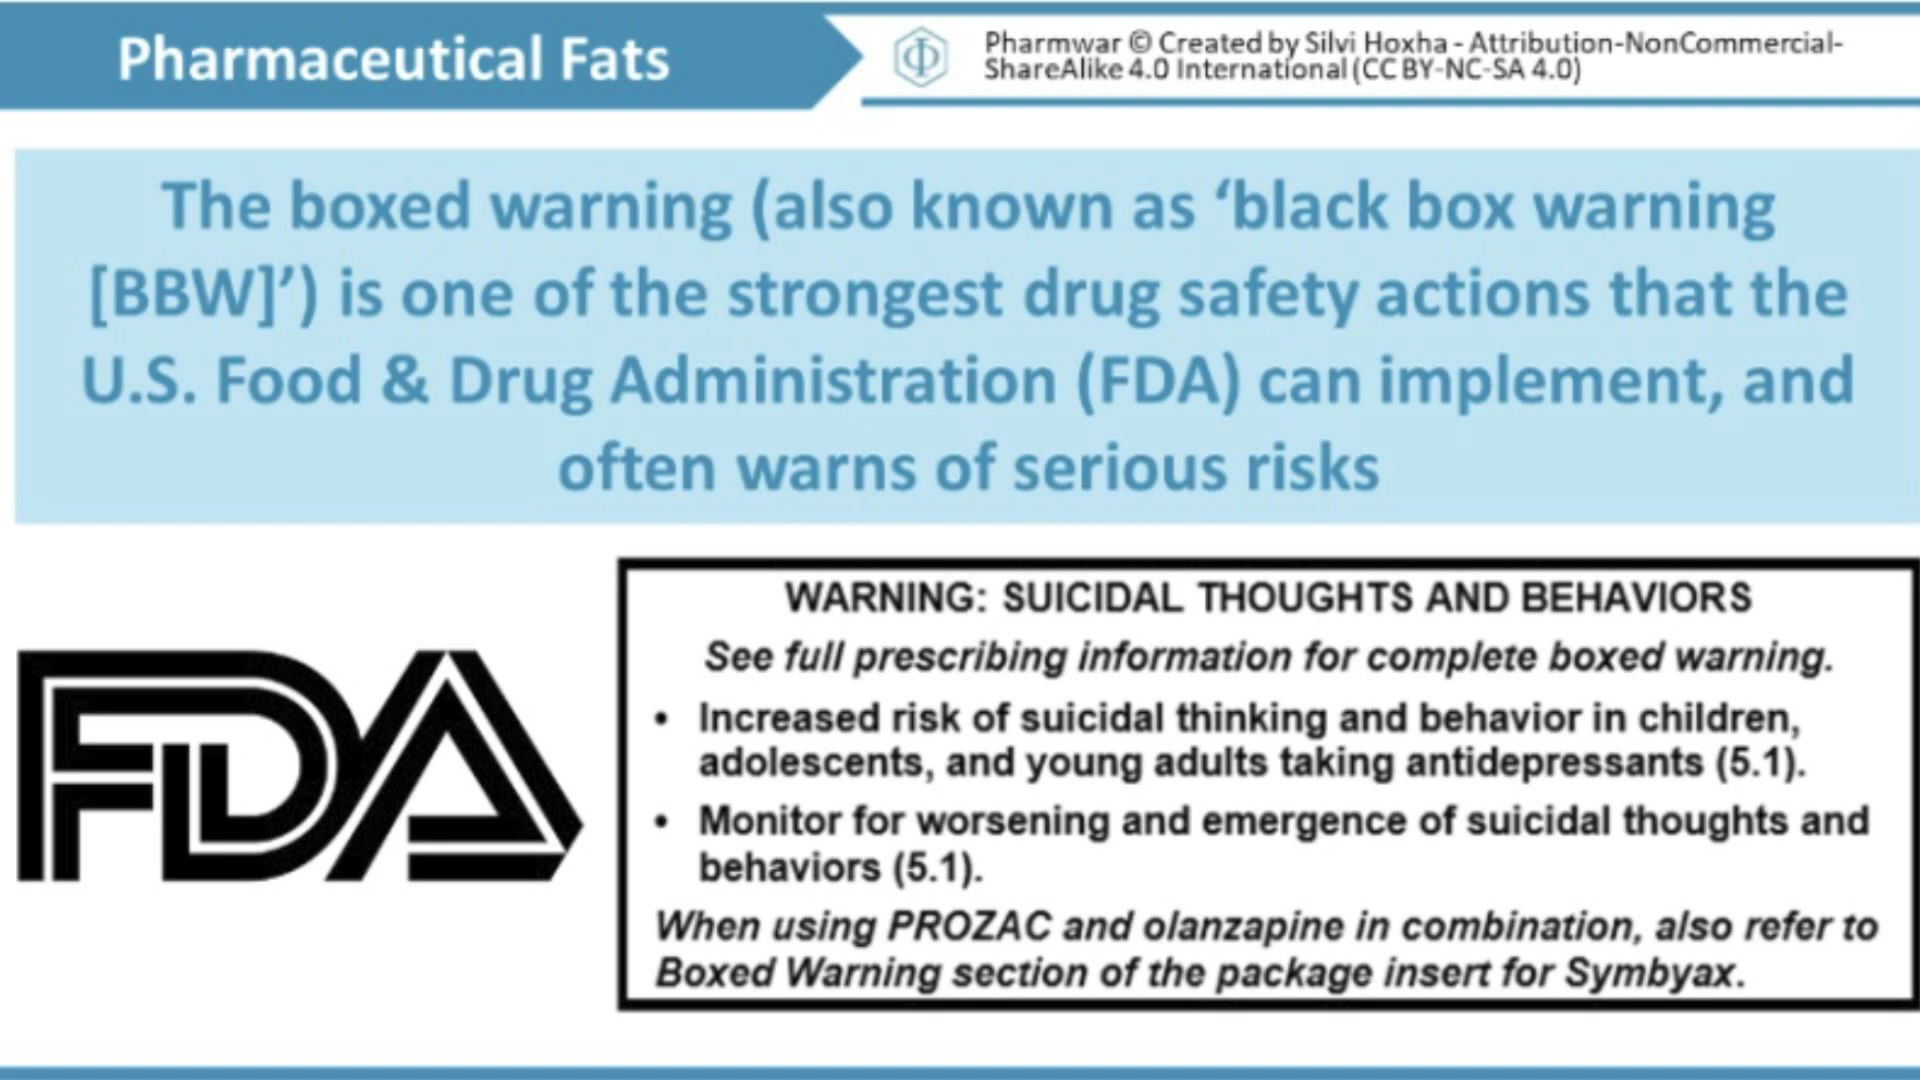 Pharmaceutical Fats
Pharmwar © Created by Silvi Hoxha - Attribution-NonCommercial-
ShareAlike 4.0 International (CC BY-NC-SA 4.0)
The boxed warning (also known as ‘black box warning
[BBW]’) is one of the strongest drug safety actions that the
U.S. Food & Drug Administration (FDA) can implement, and
often warns of serious risks
FDA
WARNING: SUICIDAL THOUGHTS AND BEHAVIORS
See full prescribing information for complete boxed warning.
• Increased risk of suicidal thinking and behavior in children,
adolescents, and young adults taking antidepressants (5.1).
• Monitor for worsening and emergence of suicidal thoughts and
behaviors (5.1).
When using PROZAC and olanzapine in combination, also refer to
Boxed Warning section of the package insert for Symbyax.